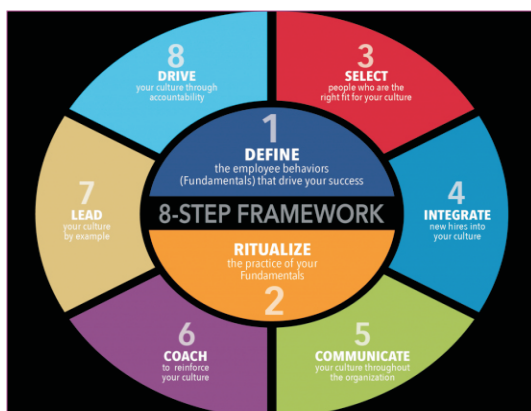 1
DEFINE
the employee behaviors
(Fundamentals) that drive your success
8-STEP FRAMEWORK
RITUALIZE
the practice of your
Fundamentals
2
3
SELECT
people who are the
right fit for your culture
4
INTEGRATE
new hires into
your culture
5
COMMUNICATE
your culture throughout
the organization
6
COACH
to reinforce
your culture
7
LEAD
your culture
by example
8
DRIVE
your culture through
accountability